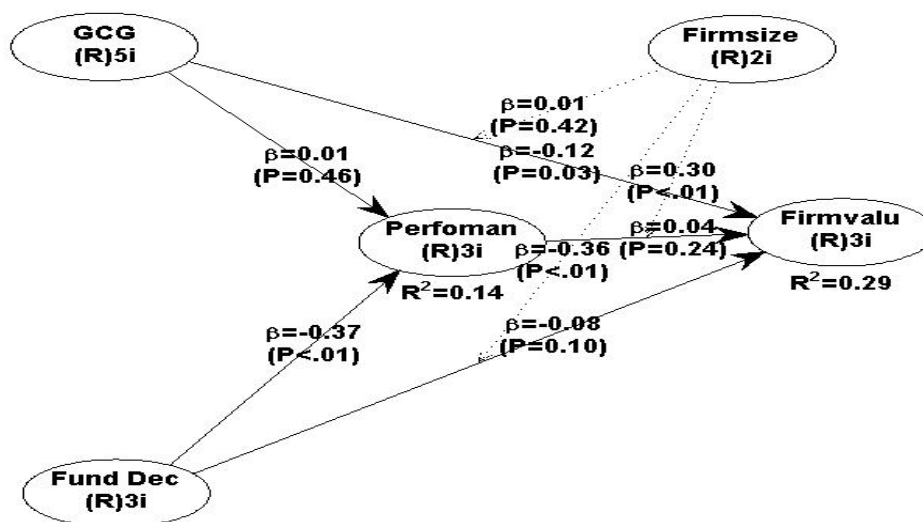 GCG
(R)5i
Firmsize
(R)2i
β=0.01
(P=0.42)
β=0.01
(P=0.46)
β=-0.12
(P=0.03)
β=0.30
(P<.01)
Perfoman
(R)3i
R²=0.14
β=-0.36
(P<.01)
β=0.04
(P=0.24)
Firmvalu
(R)3i
R²=0.29
β=-0.37
(P<.01)
β=-0.08
(P=0.10)
Fund Dec
(R)3i